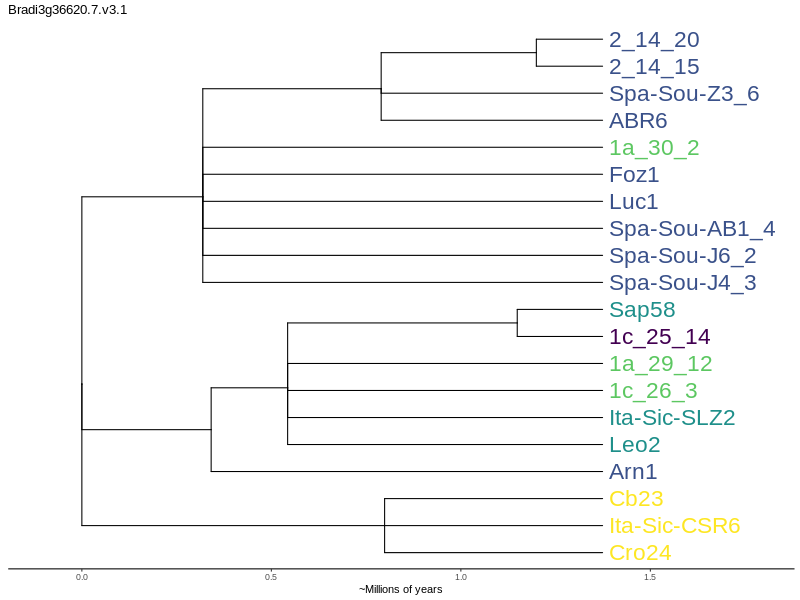 Bradi3g36620.7.v3.1
2_14_20
2_14_15
Spa-Sou-Z3_6
ABR6
1a_30_2
Foz1
Luc1
Spa-Sou-AB1_4
Spa-Sou-J6_2
Spa-Sou-J4_3
Sap58
1c_25_14
1a_29_12
1c_26_3
Ita-Sic-SLZ2
Leo2
Arn1
Cb23
Ita-Sic-CSR6
Cro24
0.0 0.5 1.0 1.5
~Millions of years